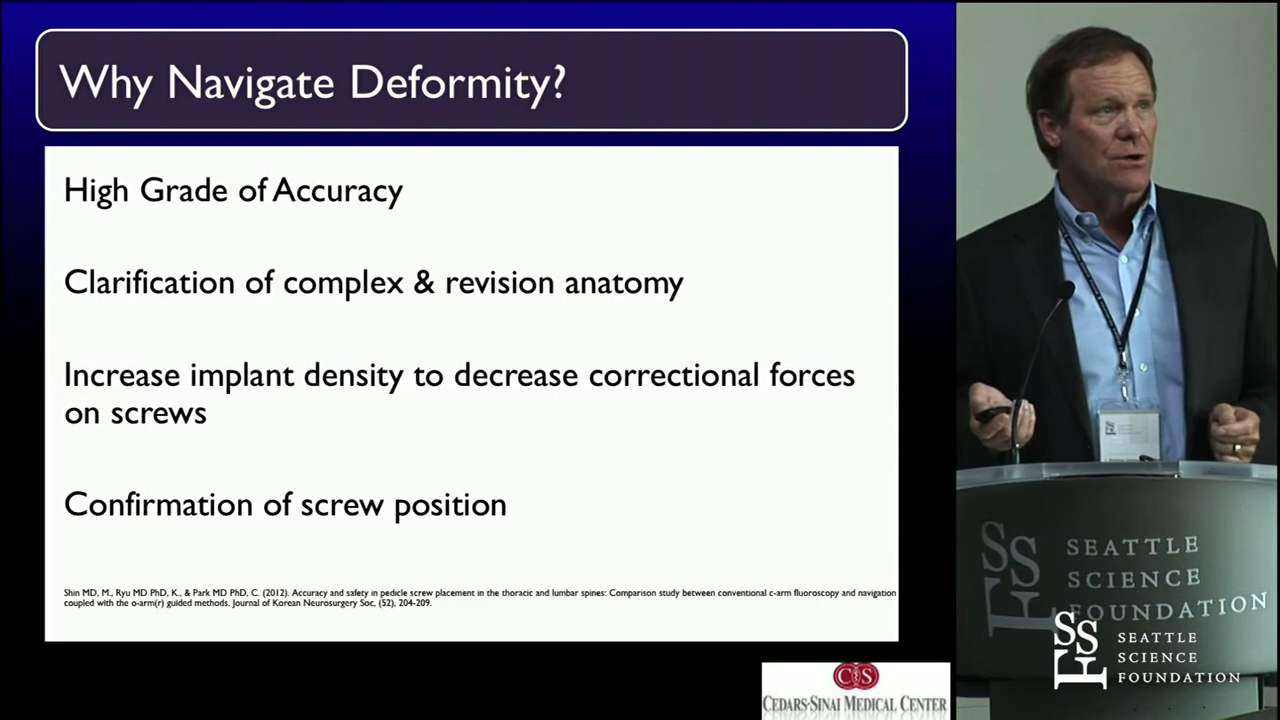 Why Navigate Deformity?
High Grade of Accuracy
Clarification of complex & revision anatomy
Increase implant density to decrease correctional forces
on screws
Confirmation of screw position
Shin MD, M., Ryu MD PhD, K., & Park MD PhD, C. (2012). Accuracy and safety in pedicle screw placement in the thoracic and lumbar spines: Comparison study between conventional c-arm fluoroscopy and navigation
coupled with the o-arm(r) guided methods. Journal of Korean Neurosurgery Soc, (52), 204-209.
CS
CEDARS-SINAI MEDICAL CENTER
SSF
SEATTLE
SCIENCE
FOUNDATION
SSF
SEATTLE
SCIENCE
FOUNDATION